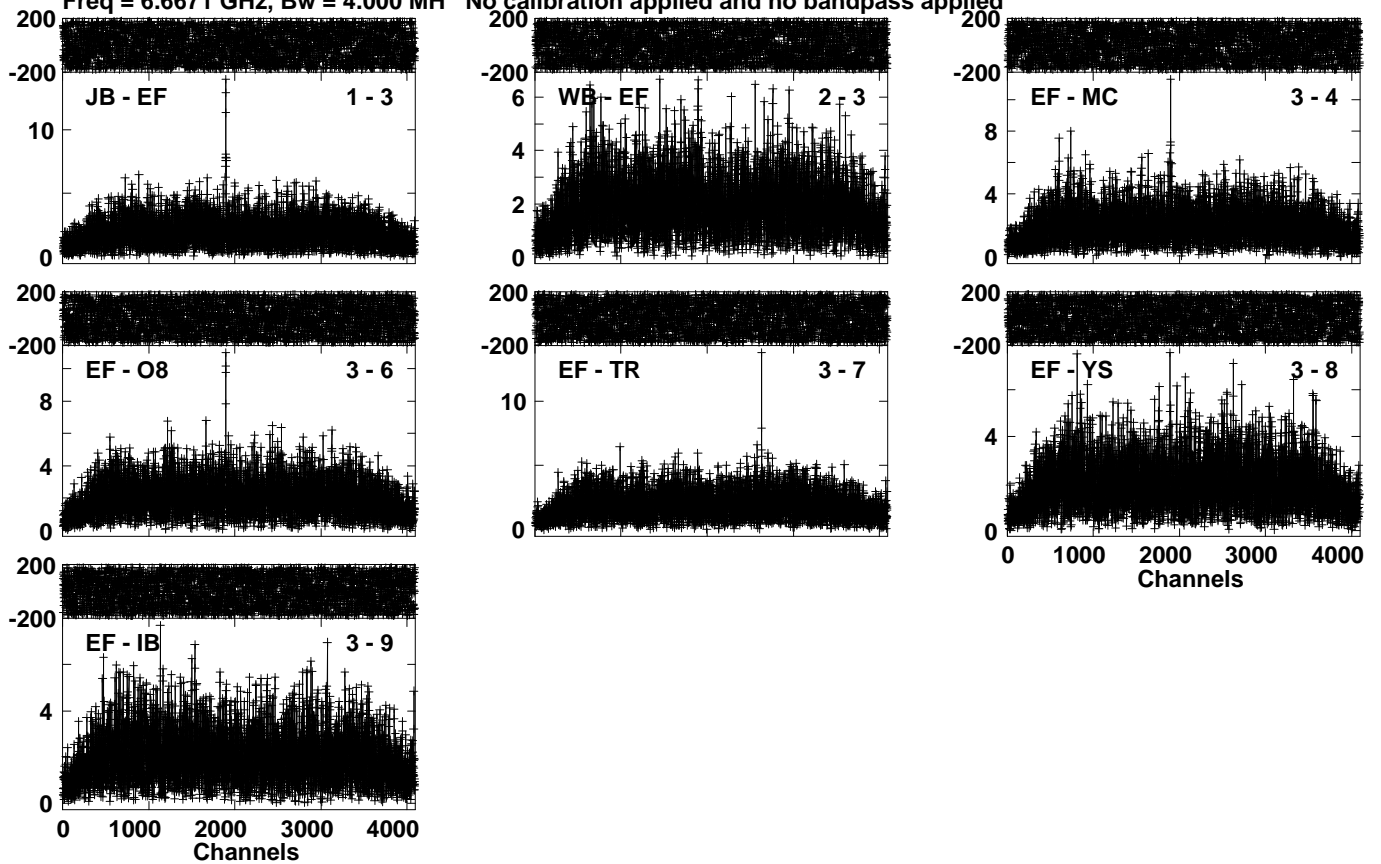 Freq = 6.6671 GHz, Bw = 4.000 MH No calibration applied and no bandpass applied
200
-200
JB - EF 1 - 3
10
0
200
-200
WB - EF 2 - 3
6
4
2
0
200
-200
EF - MC 3 - 4
8
4
0
200
-200
EF - O8 3 - 6
8
4
0
200
-200
EF - TR 3 - 7
10
0
200
-200
EF - YS 3 - 8
4
0
0 1000 2000 3000 4000
Channels
200
-200
EF - IB 3 - 9
4
0
0 1000 2000 3000 4000
Channels